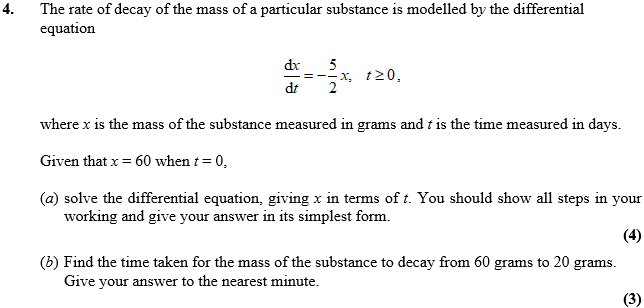 4. The rate of decay of the mass of a particular substance is modelled by the differential
equation
dx/dt = −5/2 x, t ≥ 0,
where x is the mass of the substance measured in grams and t is the time measured in days.
Given that x = 60 when t = 0,
(a) solve the differential equation, giving x in terms of t. You should show all steps in your
working and give your answer in its simplest form.
(4)
(b) Find the time taken for the mass of the substance to decay from 60 grams to 20 grams.
Give your answer to the nearest minute.
(3)